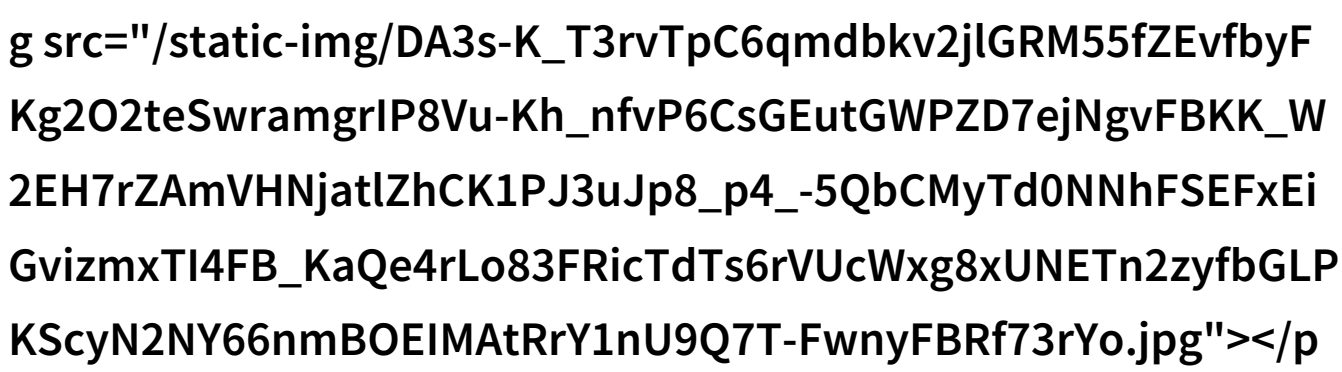 g src="/static-img/DA3s-K_T3rvTpC6qmdbkv2jlGRM55fZEvfbyF
Kg2O2teSwramgrIP8Vu-Kh_nfvP6CsGEutGWPZD7ejNgvFBKK_W
2EH7rZAmVHNjatlZhCK1PJ3uJp8_p4_-5QbCMyTd0NNhFSEFxEi
GvizmxTI4FB_KaQe4rLo83FRicTdTs6rVUcWxg8xUNETn2zyfbGLP
KScyN2NY66nmBOEIMAtRrY1nU9Q7T-FwnyFBRf73rYo.jpg"></p